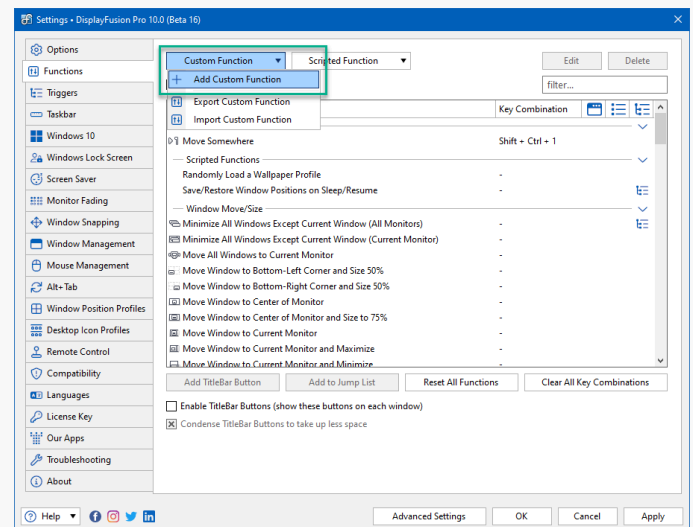 Settings • DisplayFusion Pro 10.0 (Beta 16)
Options
Functions
Triggers
Taskbar
Windows 10
Windows Lock Screen
Screen Saver
Monitor Fading
Window Snapping
Window Management
Mouse Management
Alt+Tab
Window Position Profiles
Desktop Icon Profiles
Remote Control
Compatibility
Languages
License Key
Our Apps
Troubleshooting
About
Custom Function Scripted Function Edit Delete
Add Custom Function
filter...
Export Custom Function
Key Combination
Import Custom Function
Move Somewhere Shift + Ctrl + 1
Scripted Functions
Randomly Load a Wallpaper Profile -
Save/Restore Window Positions on Sleep/Resume -
Window Move/Size
Minimize All Windows Except Current Window (All Monitors) -
Minimize All Windows Except Current Window (Current Monitor) -
Move All Windows to Current Monitor -
Move Window to Bottom-Left Corner and Size 50% -
Move Window to Bottom-Right Corner and Size 50% -
Move Window to Center of Monitor -
Move Window to Center of Monitor and Size to 75% -
Move Window to Current Monitor -
Move Window to Current Monitor and Maximize -
Move Window to Current Monitor and Minimize -
Add TitleBar Button Add to Jump List Reset All Functions Clear All Key Combinations
Enable TitleBar Buttons (show these buttons on each window)
Condense TitleBar Buttons to take up less space
Help Advanced Settings OK Cancel Apply